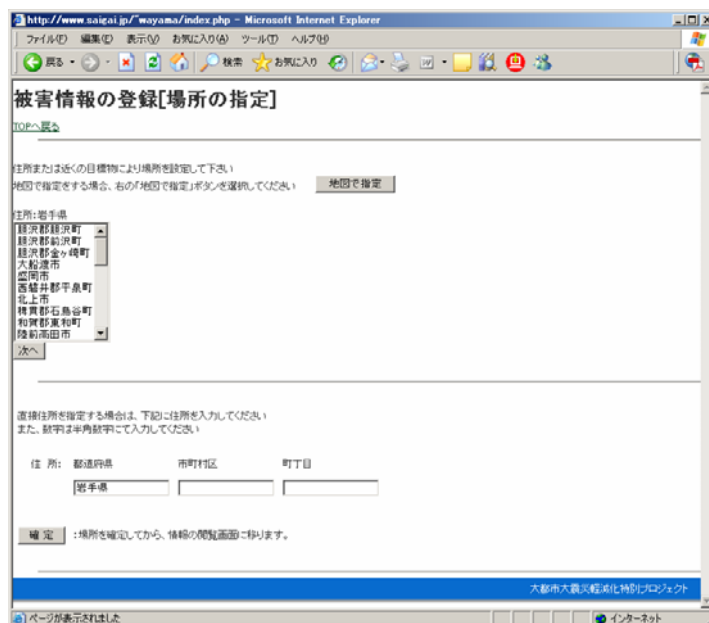 http://www.saigai.jp/~wayama/index.php - Microsoft Internet Explorer
ファイル(F) 編集(E) 表示(V) お気に入り(A) ツール(T) ヘルプ(H)
戻る 検索 お気に入り
被害情報の登録[場所の指定]
TOPへ戻る
住所または近くの目標物により場所を設定して下さい
地図で指定をする場合、右の「地図で指定」ボタンを選択してください 地図で指定
住所:岩手県
胆沢郡胆沢町
胆沢郡前沢町
胆沢郡金ヶ崎町
大船渡市
盛岡市
西磐井郡平泉町
北上市
稗貫郡石鳥谷町
和賀郡東和町
陸前高田市
次へ
直接住所を指定する場合は、下記に住所を入力してください
また、数字は半角数字にて入力してください
住 所: 都道府県 市町村区 町丁目
岩手県
確 定 :場所を確定してから、情報の閲覧画面に移ります。
大都市大震災軽減化特別プロジェクト
ページが表示されました インターネット